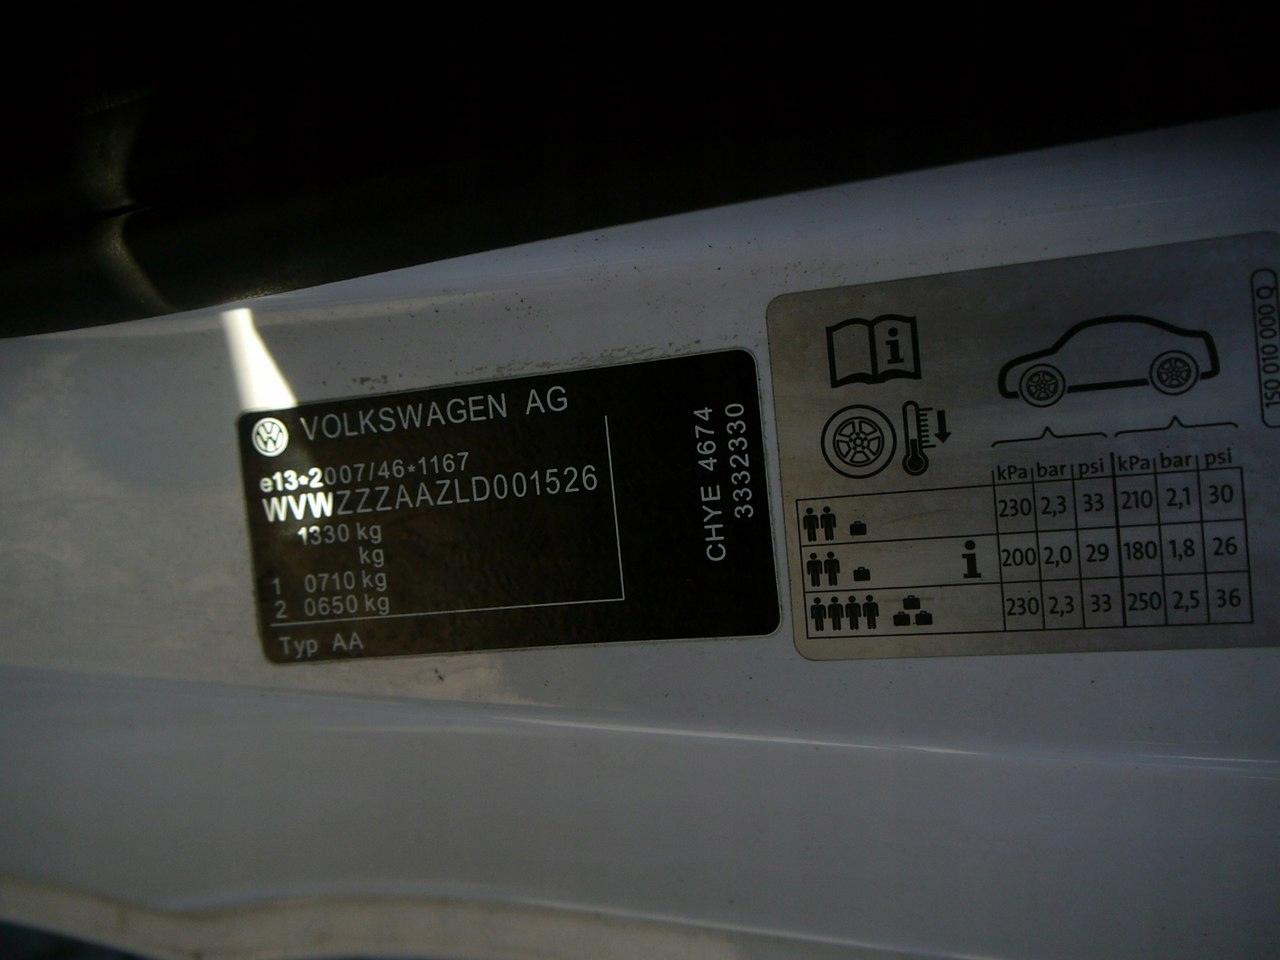 VOLKSWAGEN AG
e13*2007/46*1167
WVWZZZAAZLD001526
1330 kg
kg
1 0710 kg
2 0650 kg
Typ AA
CHYE 4674
3332330
i
kPa bar psi kPa bar psi
230 2,3 33 210 2,1 30
i 200 2,0 29 180 1,8 26
230 2,3 33 250 2,5 36
1S0 010 000 Q